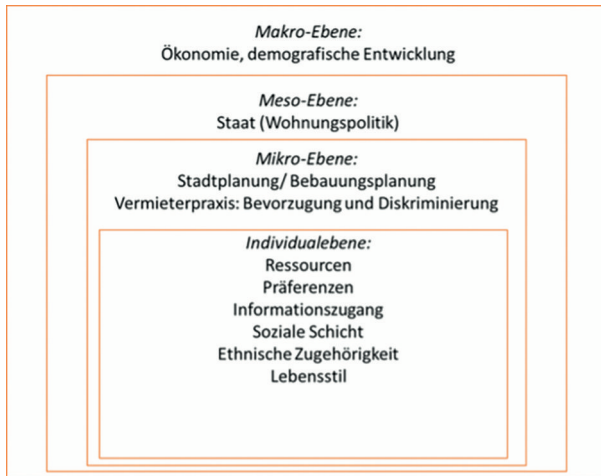 Makro-Ebene:
Ökonomie, demografische Entwicklung
Meso-Ebene:
Staat (Wohnungspolitik)
Mikro-Ebene:
Stadtplanung/ Bebauungsplanung
Vermieterpraxis: Bevorzugung und Diskriminierung
Individualebene:
Ressourcen
Präferenzen
Informationszugang
Soziale Schicht
Ethnische Zugehörigkeit
Lebensstil